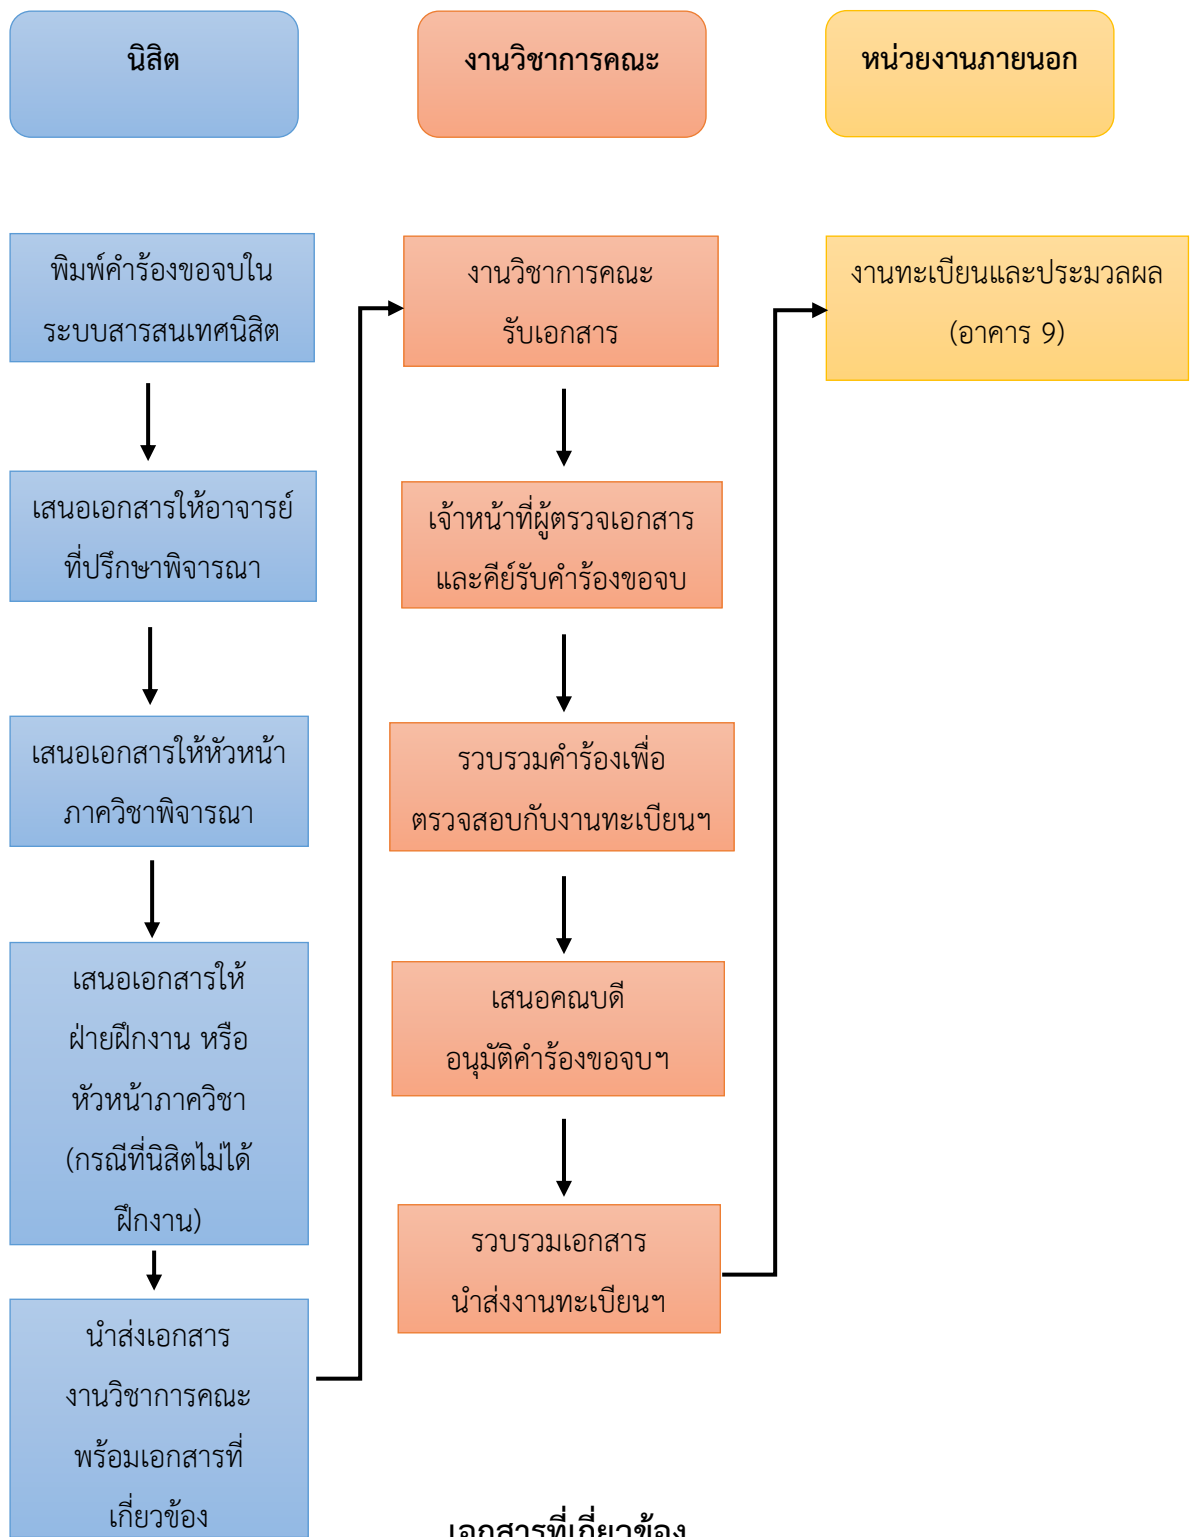 นิสิต
งานวิชาการคณะ
หน่วยงานภายนอก
พิมพ์คำร้องขอจบใน
ระบบสารสนเทศนิสิต
เสนอเอกสารให้อาจารย์
ที่ปรึกษาพิจารณา
เสนอเอกสารให้หัวหน้า
ภาควิชาพิจารณา
เสนอเอกสารให้
ฝ่ายฝึกงาน หรือ
หัวหน้าภาควิชา
(กรณีที่นิสิตไม่ได้
ฝึกงาน)
นำส่งเอกสาร
งานวิชาการคณะ
พร้อมเอกสารที่
เกี่ยวข้อง
งานวิชาการคณะ
รับเอกสาร
เจ้าหน้าที่ผู้ตรวจเอกสาร
และคีย์รับคำร้องขอจบ
รวบรวมคำร้องเพื่อ
ตรวจสอบกับงานทะเบียนฯ
เสนอคณบดี
อนุมัติคำร้องขอจบฯ
รวบรวมเอกสาร
นำส่งงานทะเบียนฯ
งานทะเบียนและประมวลผล
(อาคาร 9)
เอกสารที่เกี่ยวข้อง